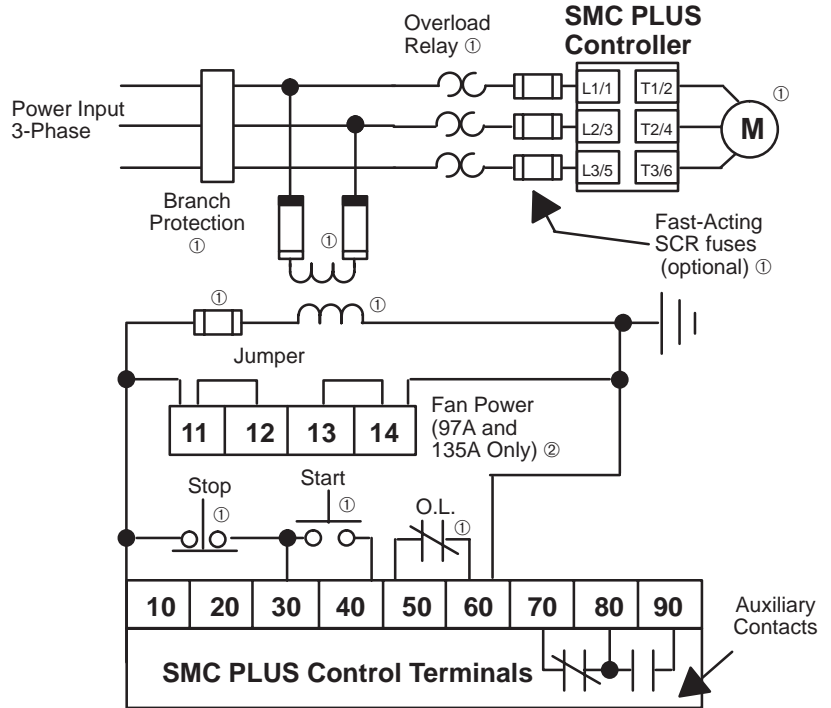 SMC PLUS
Controller
Overload
Relay ①
Power Input
3-Phase
L1/1
T1/2
L2/3
T2/4
L3/5
T3/6
M
①
Branch
Protection
①
①
Fast-Acting
SCR fuses
(optional) ①
①
①
Jumper
11
12
13
14
Fan Power
(97A and
135A Only) ②
Stop
①
Start
①
O.L.
①
10
20
30
40
50
60
70
80
90
Auxiliary
Contacts
SMC PLUS Control Terminals